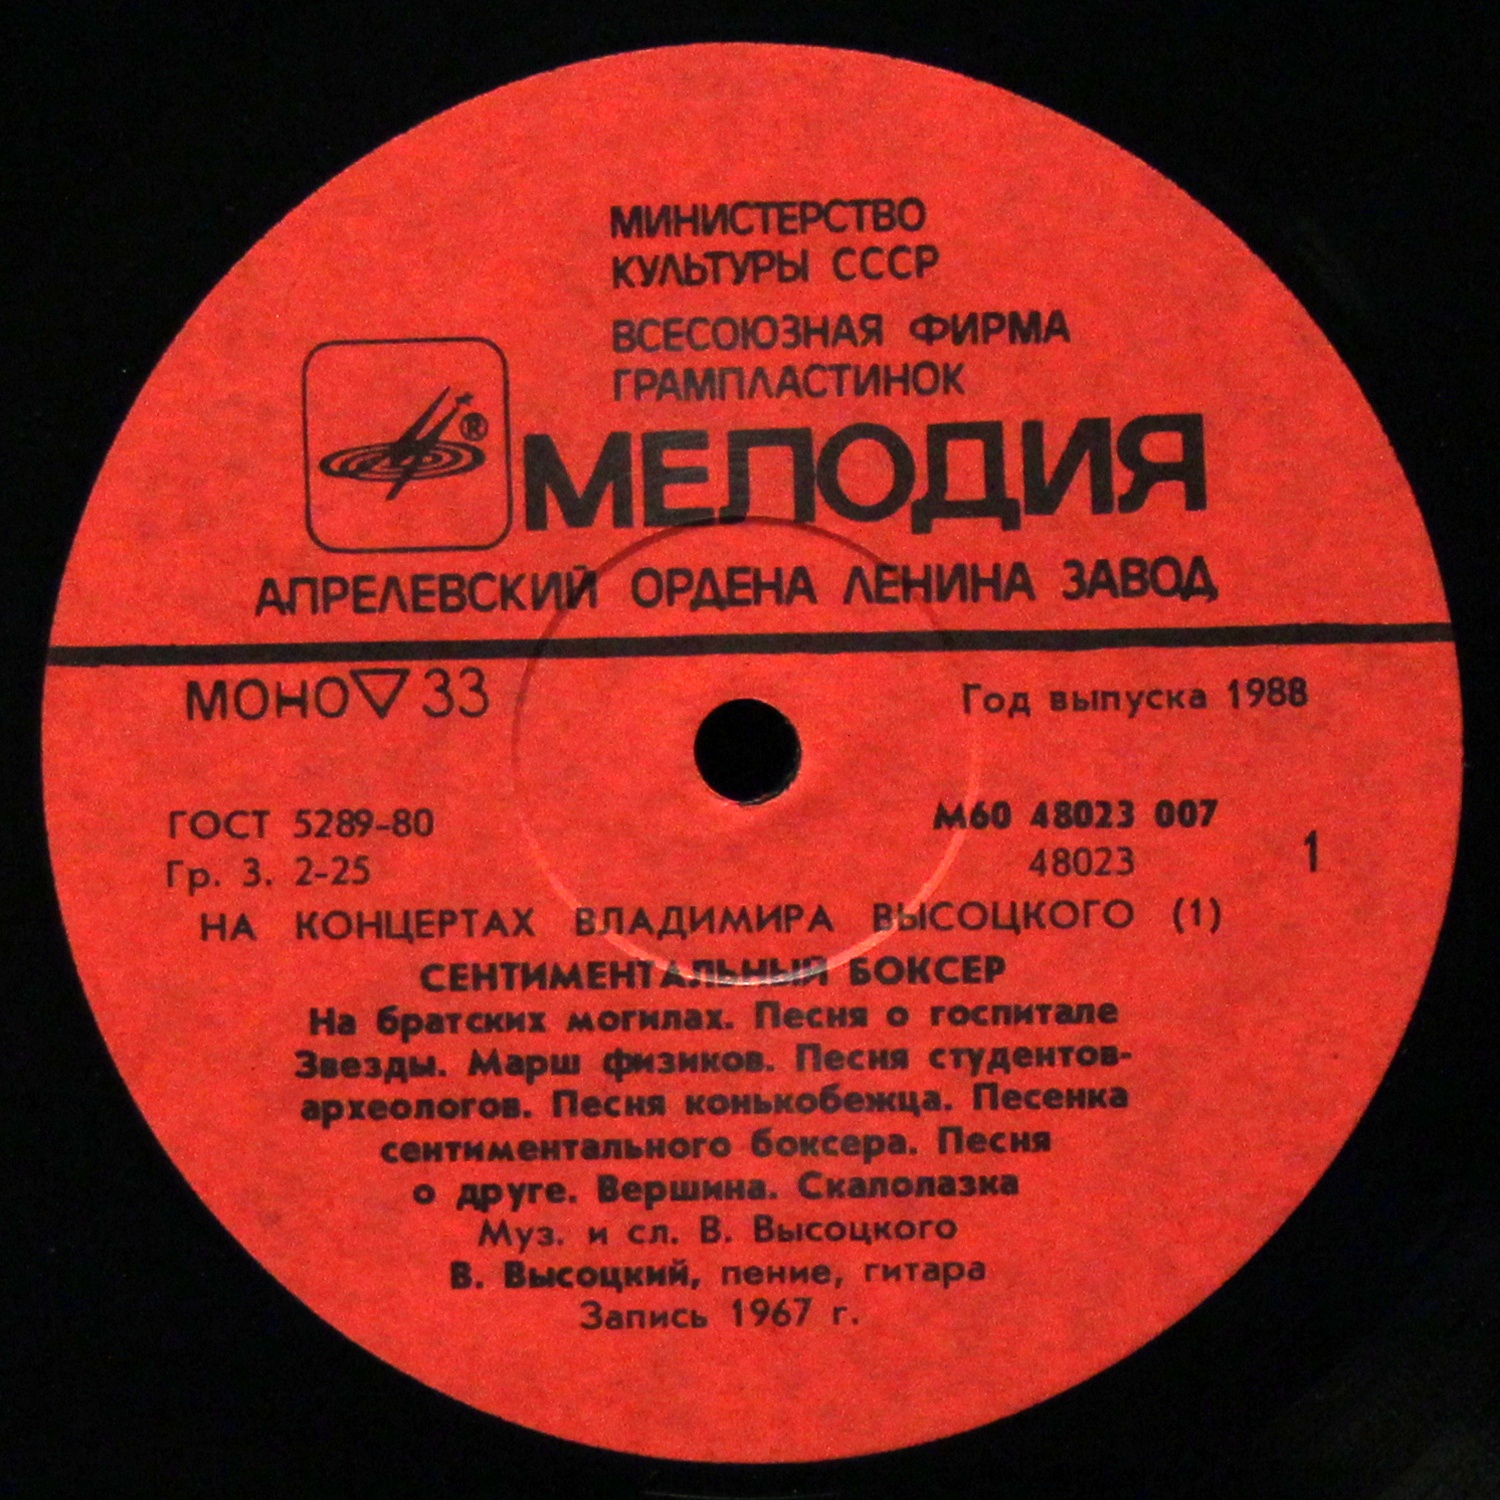 МИНИСТЕРСТВО
КУЛЬТУРЫ СССР
ВСЕСОЮЗНАЯ ФИРМА
ГРАМПЛАСТИНОК
®
МЕЛОДИЯ
АПРЕЛЕВСКИЙ ОРДЕНА ЛЕНИНА ЗАВОД
МОНО▽33
Год выпуска 1988
ГОСТ 5289-80
Гр. 3. 2-25
М60 48023 007
48023
1
НА КОНЦЕРТАХ ВЛАДИМИРА ВЫСОЦКОГО (1)
СЕНТИМЕНТАЛЬНЫЙ БОКСЕР
На братских могилах. Песня о госпитале
Звезды. Марш физиков. Песня студентов-
археологов. Песня конькобежца. Песенка
сентиментального боксера. Песня
о друге. Вершина. Скалолазка
Муз. и сл. В. Высоцкого
В. Высоцкий, пение, гитара
Запись 1967 г.